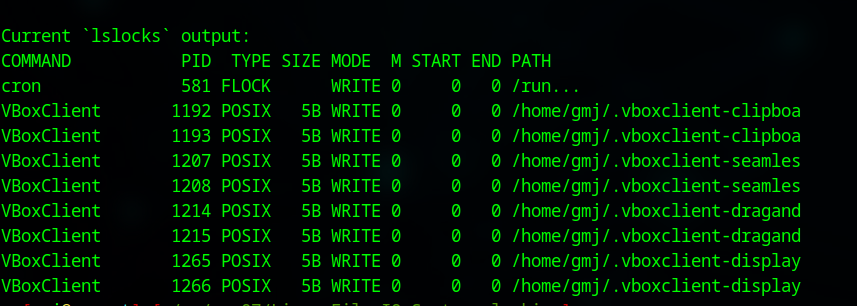 Current `lslocks` output:
COMMAND PID TYPE SIZE MODE M START END PATH
cron 581 FLOCK WRITE 0 0 0 /run...
VBoxClient 1192 POSIX 5B WRITE 0 0 0 /home/gmj/.vboxclient-clipboa
VBoxClient 1193 POSIX 5B WRITE 0 0 0 /home/gmj/.vboxclient-clipboa
VBoxClient 1207 POSIX 5B WRITE 0 0 0 /home/gmj/.vboxclient-seamles
VBoxClient 1208 POSIX 5B WRITE 0 0 0 /home/gmj/.vboxclient-seamles
VBoxClient 1214 POSIX 5B WRITE 0 0 0 /home/gmj/.vboxclient-dragand
VBoxClient 1215 POSIX 5B WRITE 0 0 0 /home/gmj/.vboxclient-dragand
VBoxClient 1265 POSIX 5B WRITE 0 0 0 /home/gmj/.vboxclient-display
VBoxClient 1266 POSIX 5B WRITE 0 0 0 /home/gmj/.vboxclient-display